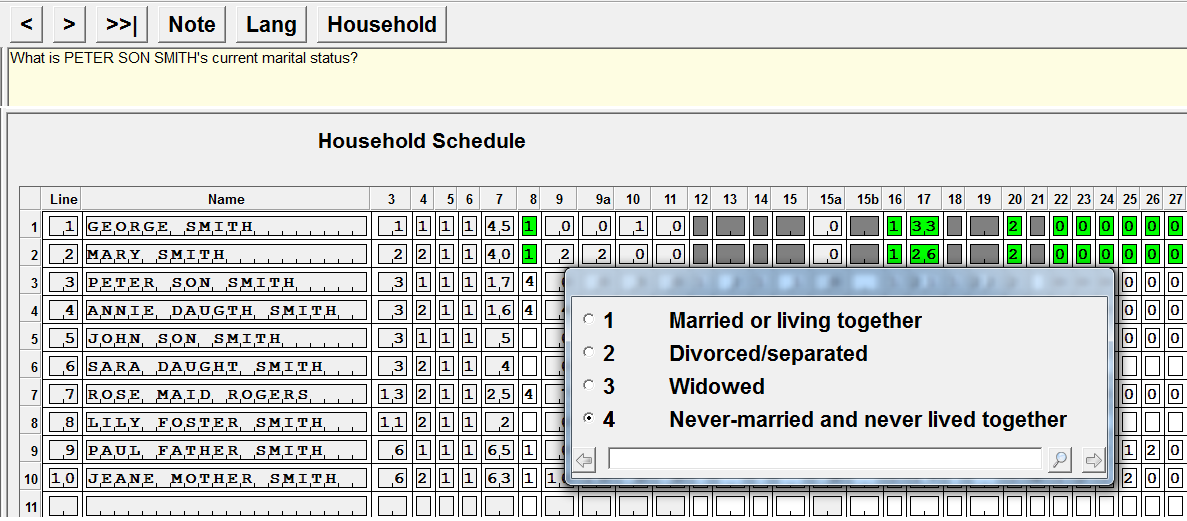 < > >>| Note Lang Household
What is PETER SON SMITH's current marital status?
Household Schedule
Line Name 3 4 5 6 7 8 9 9a 10 11 12 13 14 15 15a 15b 16 17 18 19 20 21 22 23 24 25 26 27
1 1 GEORGE SMITH 1 1 1 1 45 1 0 0 1 0 0 1 33 2 0 0 0 0 0 0
2 2 MARY SMITH 2 2 1 1 40 1 2 2 0 0 0 1 26 2 0 0 0 0 0 0
3 3 PETER SON SMITH 3 1 1 1 17 4 0 0 0
4 4 ANNIE DAUGTH SMITH 3 2 1 1 16 4 0 0 0
5 5 JOHN SON SMITH 3 1 1 1 5 0 0 0
6 6 SARA DAUGHT SMITH 3 2 1 1 4
7 7 ROSE MAID ROGERS 13 2 1 1 25 4 0 0 0
8 8 LILY FOSTER SMITH 11 2 1 1 2
9 9 PAUL FATHER SMITH 6 1 1 1 65 1 1 2 0
10 10 JEANE MOTHER SMITH 6 2 1 1 63 1 2 0 0
11
1 Married or living together
2 Divorced/separated
3 Widowed
4 Never-married and never lived together